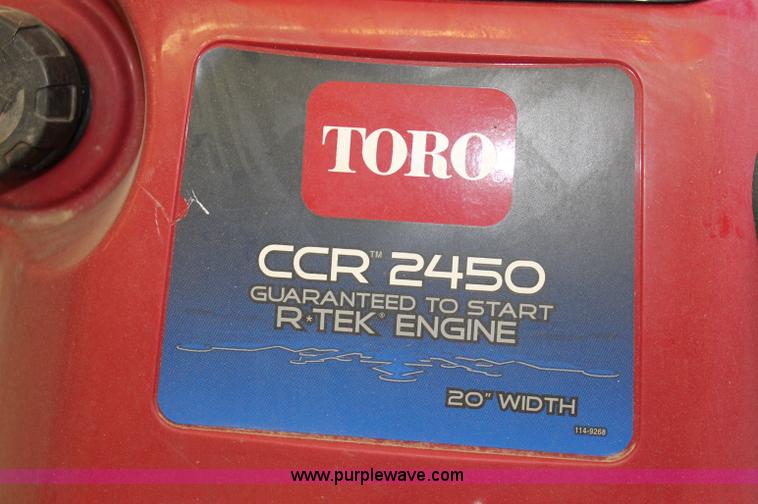 TORO
CCR™ 2450
GUARANTEED TO START
R*TEK® ENGINE
20" WIDTH
114-9268
www.purplewave.com